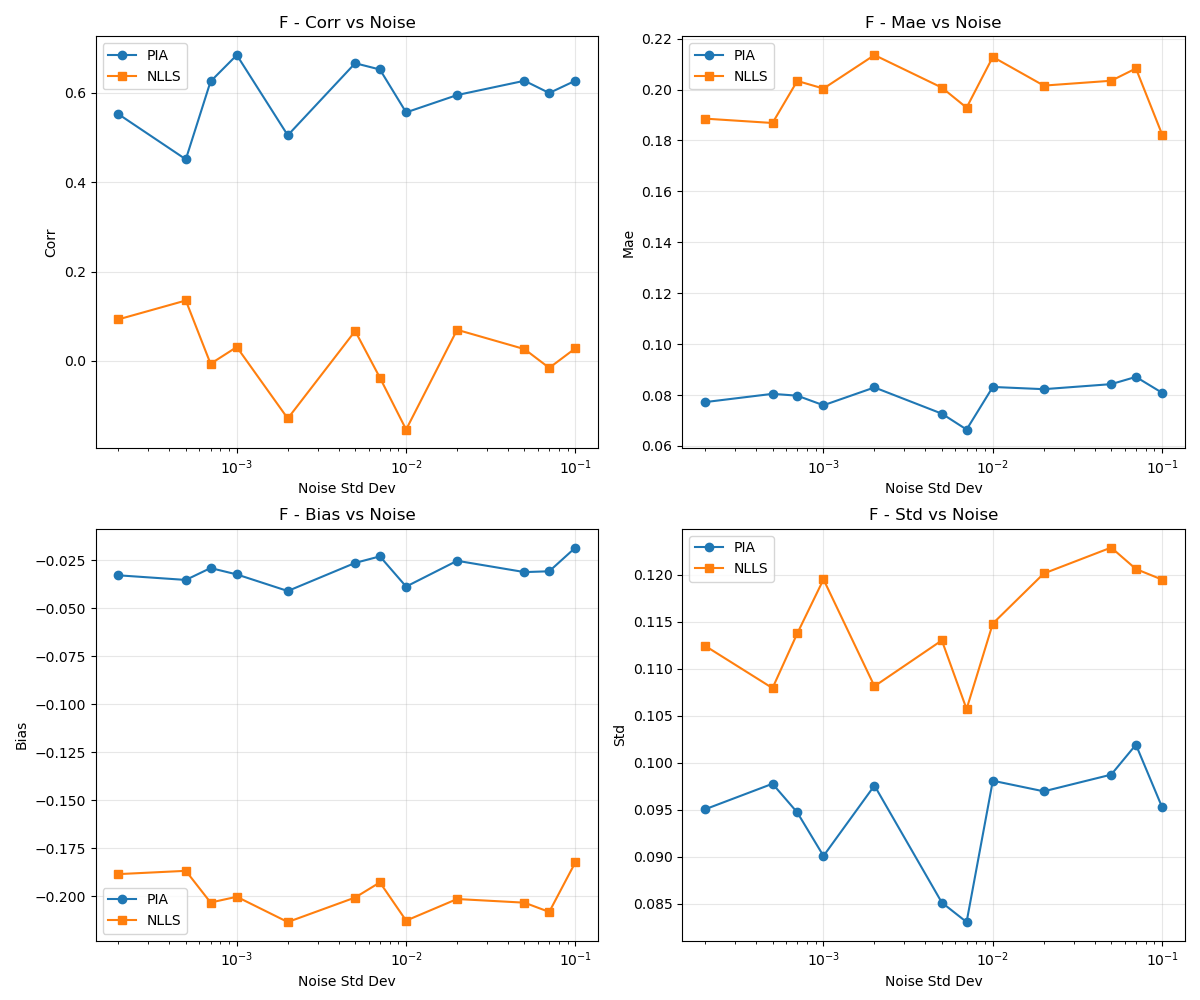 F - Corr vs Noise
PIA
NLLS
0.6
0.4
0.2
0.0
Corr
10⁻³
10⁻²
10⁻¹
Noise Std Dev
F - Mae vs Noise
PIA
NLLS
0.22
0.20
0.18
0.16
0.14
0.12
0.10
0.08
0.06
Mae
10⁻³
10⁻²
10⁻¹
Noise Std Dev
F - Bias vs Noise
−0.025
−0.050
−0.075
−0.100
−0.125
−0.150
−0.175
−0.200
Bias
PIA
NLLS
10⁻³
10⁻²
10⁻¹
Noise Std Dev
F - Std vs Noise
PIA
NLLS
0.120
0.115
0.110
0.105
0.100
0.095
0.090
0.085
Std
10⁻³
10⁻²
10⁻¹
Noise Std Dev